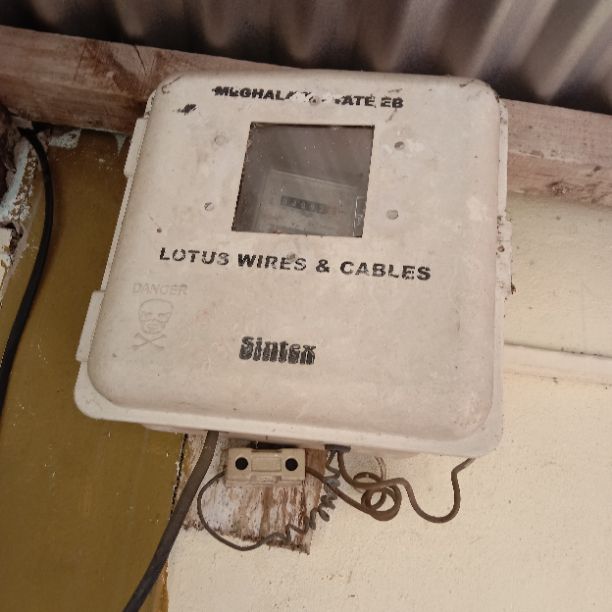 EB
LOTUS WIRES & CABLES
DANGER
Sintex